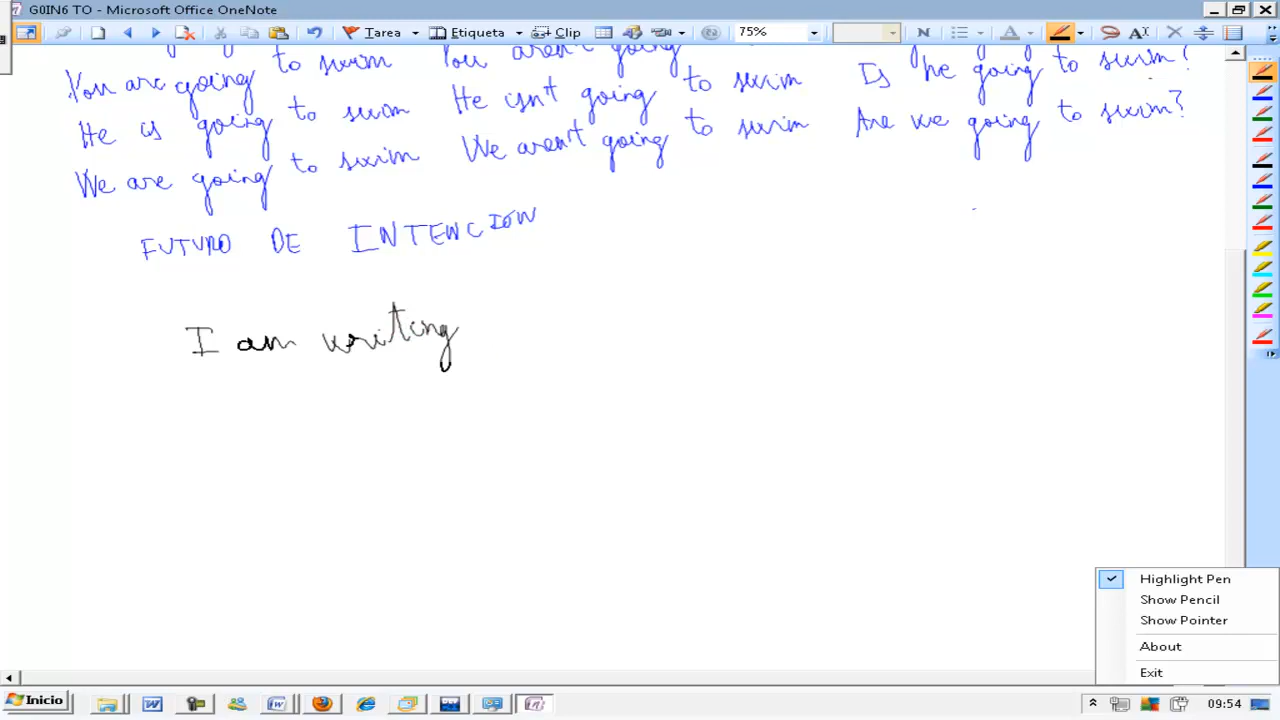 G0IN6 TO - Microsoft Office OneNote
Tarea Etiqueta Clip 75% N A
You are going to swim You aren't going
He is going to swim He isn't going to swim Is he going to swim?
We are going to swim We aren't going to swim Are we going to swim?
FUTURO DE INTENCION
I am writing
Highlight Pen
Show Pencil
Show Pointer
About
Exit
Inicio 09:54